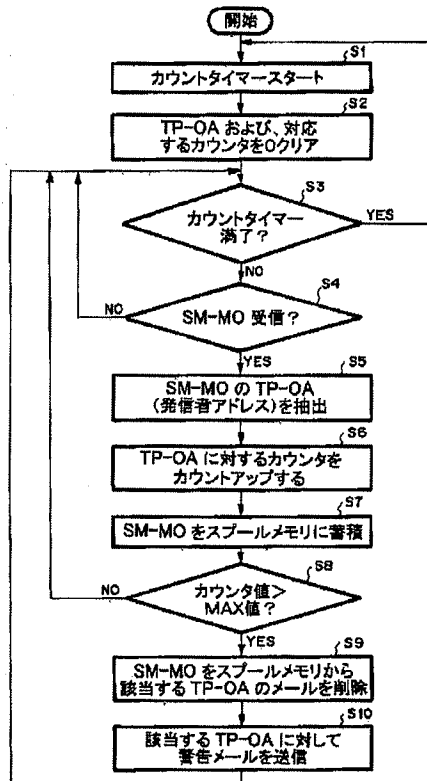 開始
S1
カウントタイマースタート
S2
TP-OA および、対応
するカウンタを0クリア
S3
カウントタイマー
満了？
YES
NO
S4
SM-MO 受信？
NO
YES
S5
SM-MO の TP-OA
(発信者アドレス)を抽出
S6
TP-OA に対するカウンタを
カウントアップする
S7
SM-MO をスプールメモリに蓄積
S8
カウンタ値＞
MAX値？
NO
YES
S9
SM-MO をスプールメモリから
該当する TP-OA のメールを削除
S10
該当する TP-OA に対して
警告メールを送信